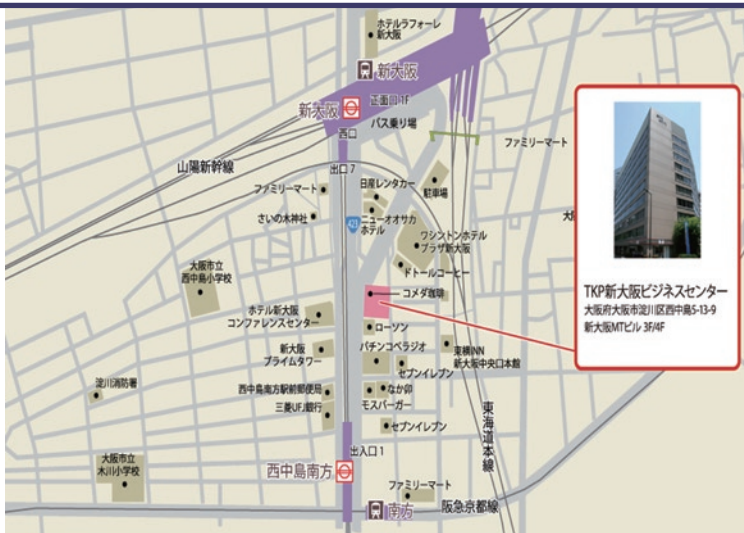 ホテルラフォーレ
新大阪
新大阪
新大阪
正面口 1F
バス乗り場
西口
山陽新幹線
出口 7
ファミリーマート
ファミリーマート
日産レンタカー
駐車場
さいの木神社
423
ニューオオサカ
ホテル
ワシントンホテル
プラザ新大阪
大阪市立
西中島小学校
ドトールコーヒー
コメダ珈琲
TKP新大阪ビジネスセンター
大阪府大阪市淀川区西中島5-13-9
新大阪MTビル 3F/4F
ホテル新大阪
コンファレンスセンター
ローソン
新大阪
プライムタワー
パチンコベラジオ
東横INN
新大阪中央口本館
セブンイレブン
淀川消防署
西中島南方駅前郵便局
なか卯
三菱UFJ銀行
モスバーガー
東海道本線
セブンイレブン
大阪市立
木川小学校
出入口 1
西中島南方
ファミリーマート
南方
阪急京都線